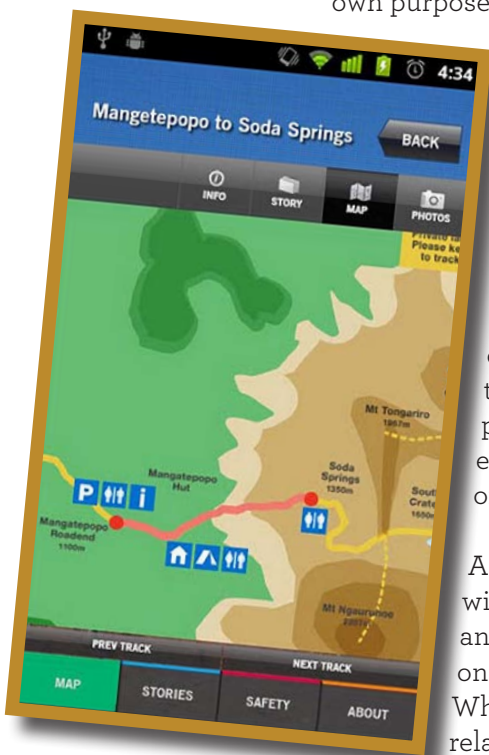 own purpose
4:34
Mangetepopo to Soda Springs
BACK
INFO
STORY
MAP
PHOTOS
Please ke
to track
Mt Tongariro
1967m
Mangatepopo
Hut
Soda
Springs
1350m
Sout
Crate
1650m
P
i
Mangatepopo
Roadend
1100m
Mt Ngauruhoe
PREV TRACK
NEXT TRACK
MAP
STORIES
SAFETY
ABOUT
t
p
e
o
A
wi
an
on
Wh
rela